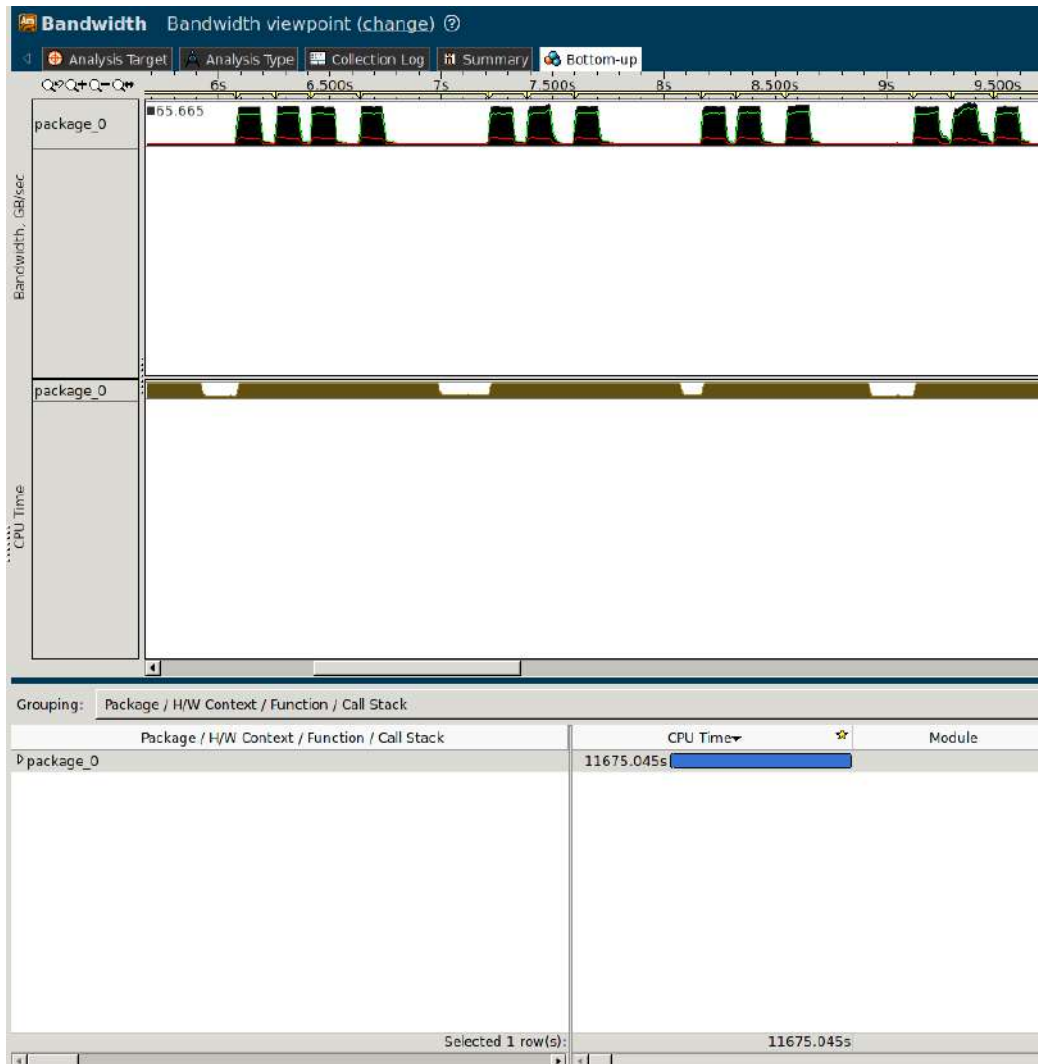 Bandwidth Bandwidth viewpoint (change)
Analysis Target Analysis Type Collection Log Summary Bottom-up
6s 6.500s 7s 7.500s 8s 8.500s 9s 9.500s
package_0
65.665
Bandwidth, GB/sec
package_0
CPU Time
Grouping: Package / H/W Context / Function / Call Stack
Package / H/W Context / Function / Call Stack CPU Time Module
package_0 11675.045s
Selected 1 row(s): 11675.045s